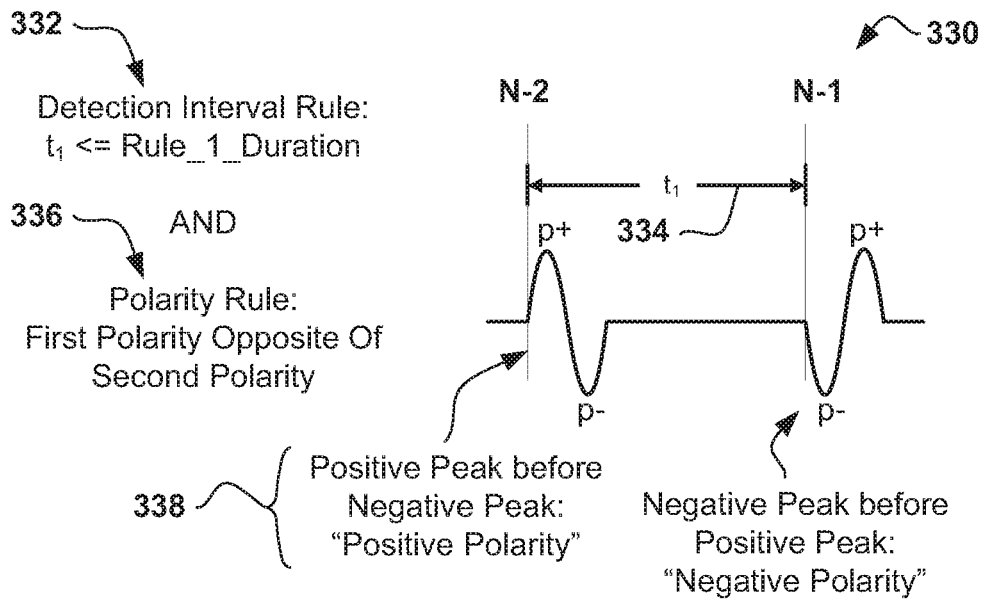 332
Detection Interval Rule:
t₁ <= Rule_1_Duration
336
AND
Polarity Rule:
First Polarity Opposite Of
Second Polarity
330
N-2
N-1
t₁
334
p+
p+
p-
p-
338
Positive Peak before
Negative Peak:
“Positive Polarity”
Negative Peak before
Positive Peak:
“Negative Polarity”